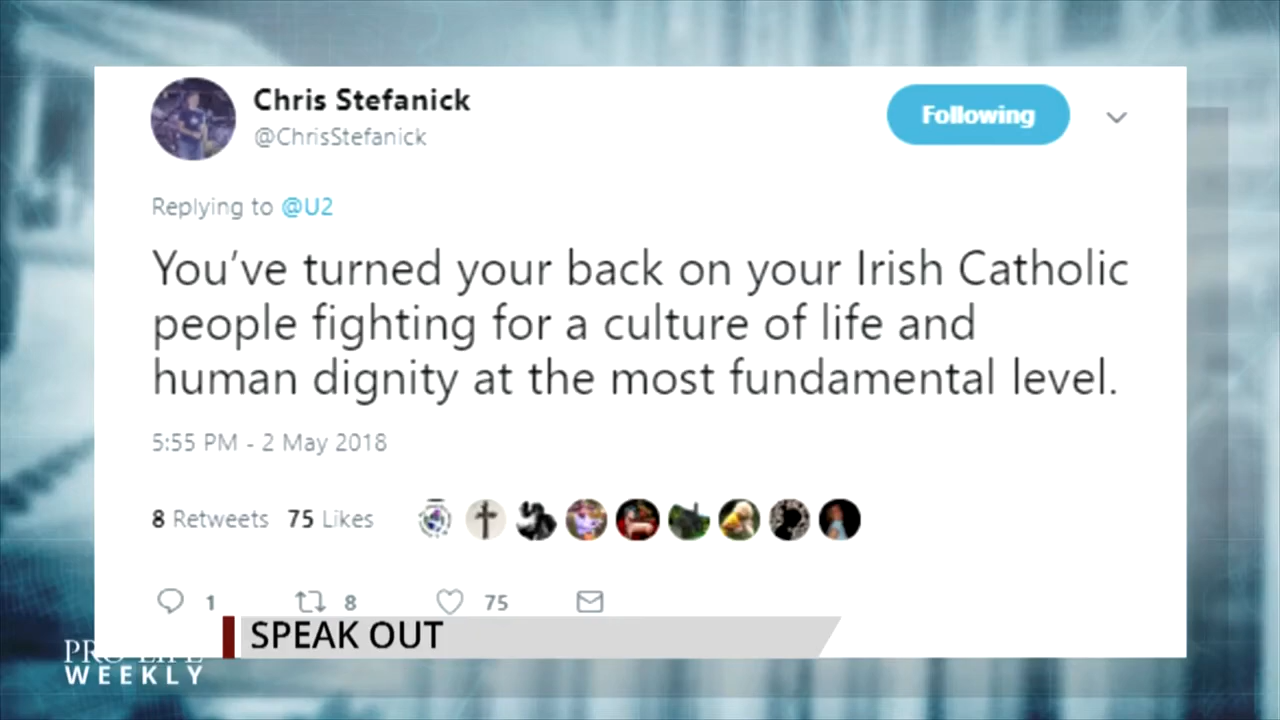 Chris Stefanick
@ChrisStefanick
Following
Replying to @U2
You've turned your back on your Irish Catholic
people fighting for a culture of life and
human dignity at the most fundamental level.
5:55 PM - 2 May 2018
8 Retweets 75 Likes
1 8 75
SPEAK OUT
PRO-LIFE
WEEKLY